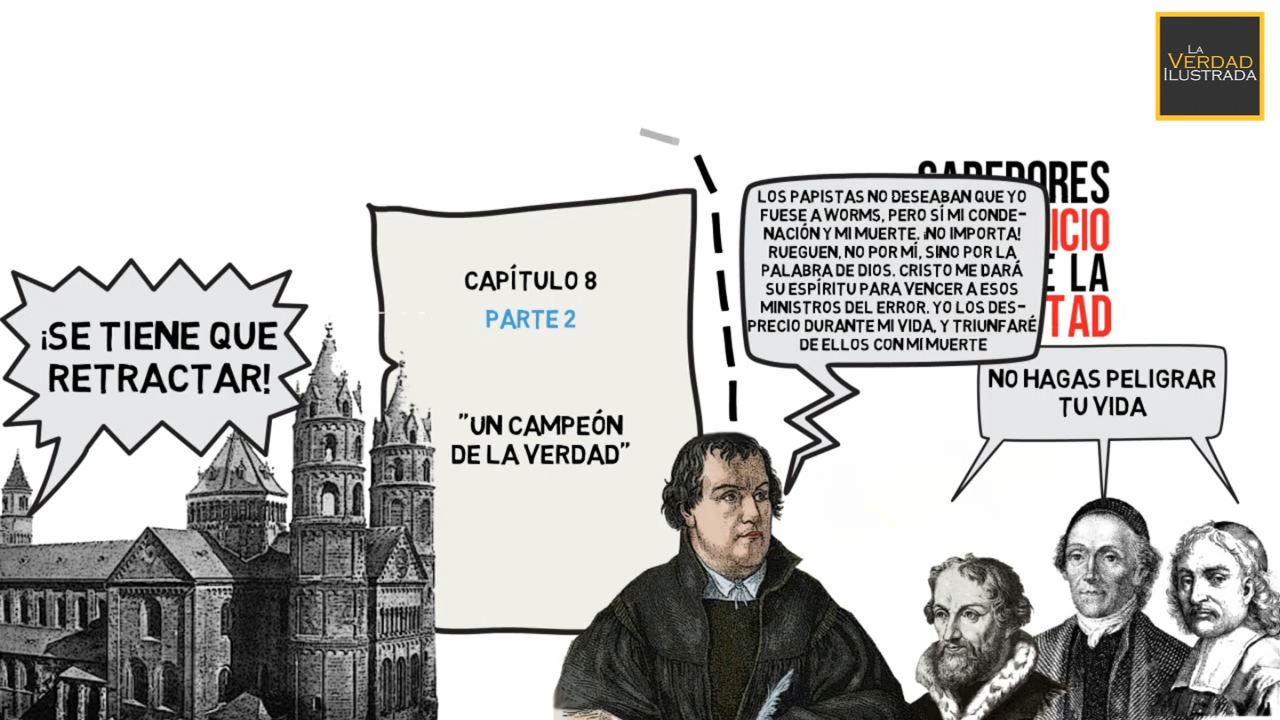 LA
VERDAD
ILUSTRADA
¡SE TIENE QUE
RETRACTAR!
CAPÍTULO 8
PARTE 2
"UN CAMPEÓN
DE LA VERDAD"
LOS PAPISTAS NO DESEABAN QUE YO
FUESE A WORMS, PERO SÍ MI CONDE-
NACIÓN Y MI MUERTE. ¡NO IMPORTA!
RUEGUEN, NO POR MÍ, SINO POR LA
PALABRA DE DIOS. CRISTO ME DARÁ
SU ESPÍRITU PARA VENCER A ESOS
MINISTROS DEL ERROR. YO LOS DES-
PRECIO DURANTE MI VIDA, Y TRIUNFARÉ
DE ELLOS CON MI MUERTE
NO HAGAS PELIGRAR
TU VIDA
LA